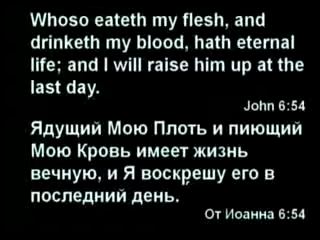 Whoso eateth my flesh, and
drinketh my blood, hath eternal
life; and I will raise him up at the
last day.
John 6:54
Ядущий Мою Плоть и пиющий
Мою Кровь имеет жизнь
вечную, и Я воскрешу его в
последний день.
От Иоанна 6:54